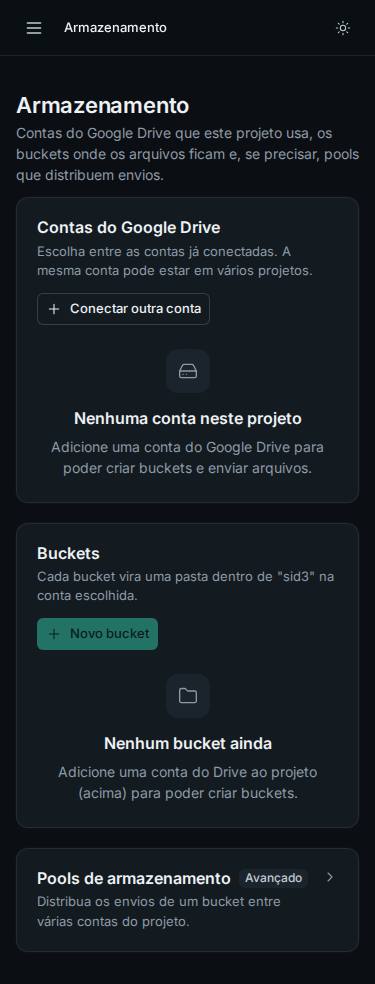 Armazenamento
Armazenamento
Contas do Google Drive que este projeto usa, os
buckets onde os arquivos ficam e, se precisar, pools
que distribuem envios.
Contas do Google Drive
Escolha entre as contas já conectadas. A
mesma conta pode estar em vários projetos.
Conectar outra conta
Nenhuma conta neste projeto
Adicione uma conta do Google Drive para
poder criar buckets e enviar arquivos.
Buckets
Cada bucket vira uma pasta dentro de "sid3" na
conta escolhida.
Novo bucket
Nenhum bucket ainda
Adicione uma conta do Drive ao projeto
(acima) para poder criar buckets.
Pools de armazenamento Avançado
Distribua os envios de um bucket entre
várias contas do projeto.